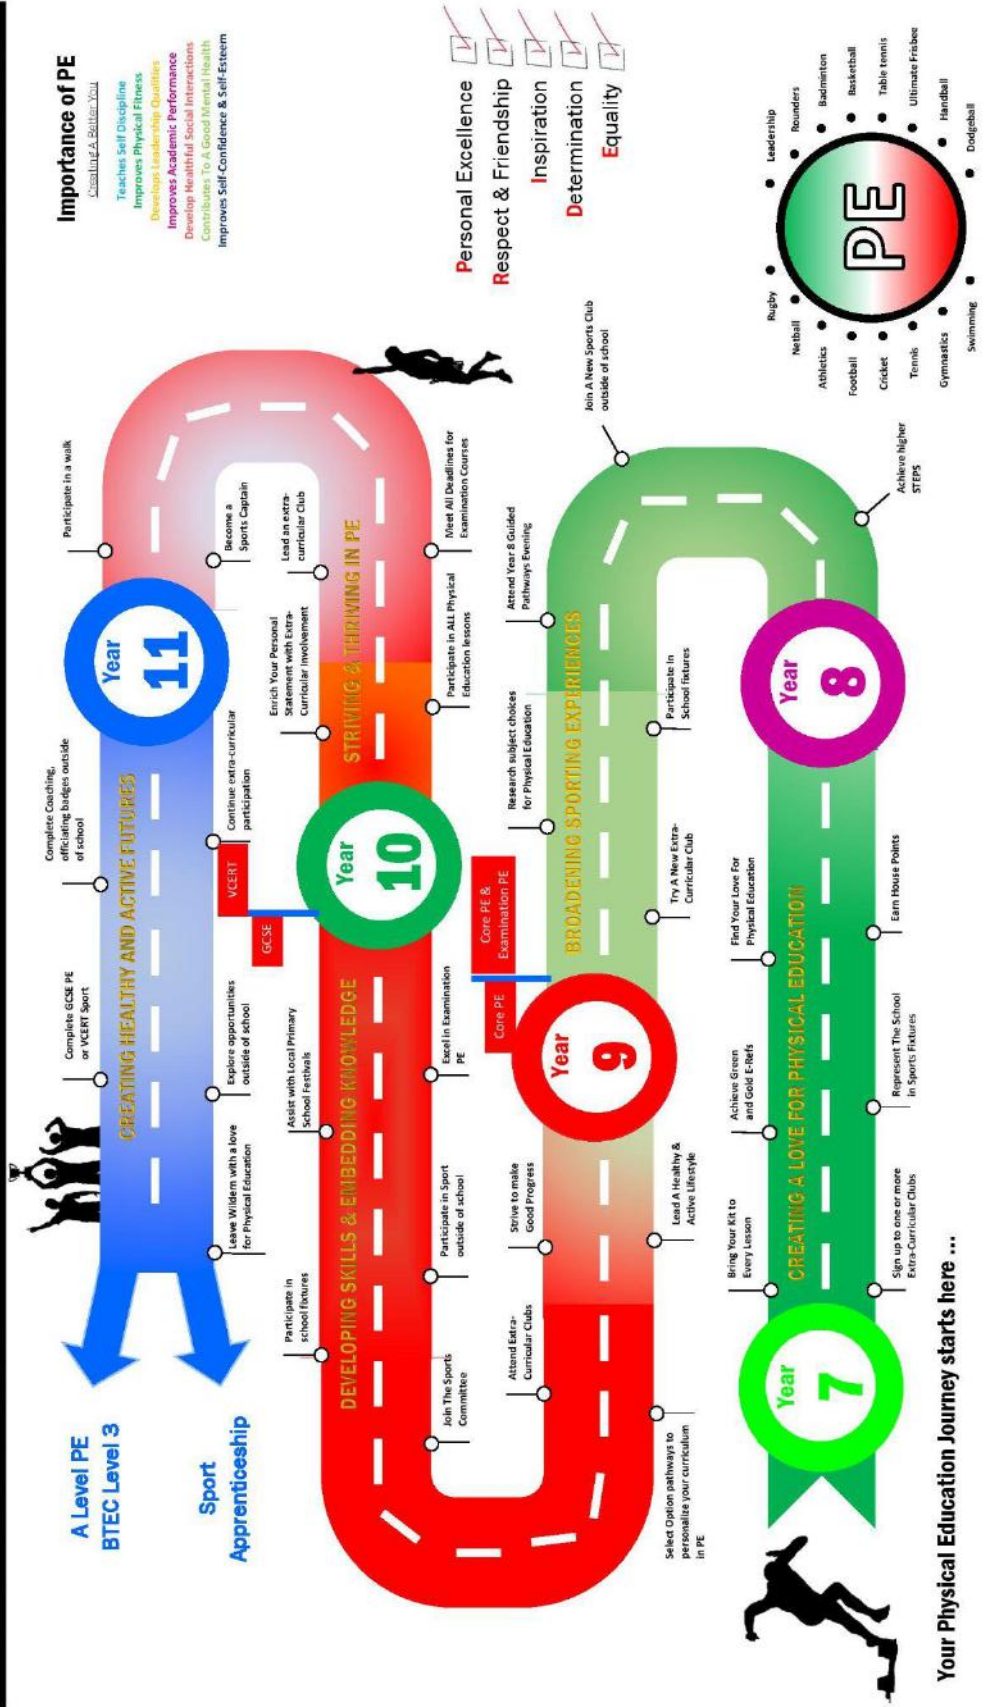 Importance of PE
Creating A Better You
Teaches Self Discipline
Improves Physical Fitness
Develops Leadership Qualities
Improves Academic Performance
Develop Healthful Social Interactions
Contributes To A Good Mental Health
Improves Self-Confidence & Self-Esteem
Personal Excellence
Respect & Friendship
Inspiration
Determination
Equality
A Level PE
BTEC Level 3
Sport
Apprenticeship
Complete GCSE PE
or VCERT Sport
Complete Coaching,
officiating badges outside
of school
Participate in a walk
CREATING HEALTHY AND ACTIVE FUTURES
Year
11
Leave Wildern with a love
for Physical Education
Explore opportunities
outside of school
Continue extra-curricular
participation
Become a
Sports Captain
VCERT
GCSE
Participate in
school fixtures
Assist with Local Primary
School Festivals
Enrich Your Personal
Statement with Extra-
Curricular involvement
Lead an extra-
curricular Club
DEVELOPING SKILLS & EMBEDDING KNOWLEDGE
Year
10
STRIVING & THRIVING IN PE
Join The Sports
Committee
Participate in Sport
outside of school
Excel in Examination
PE
Participate in ALL Physical
Education lessons
Meet All Deadlines for
Examination Courses
Core PE
Core PE &
Examination PE
Attend Extra-
Curricular Clubs
Strive to make
Good Progress
Research subject choices
for Physical Education
Attend Year 8 Guided
Pathways Evening
Join A New Sports Club
outside of school
Year
9
BROADENING SPORTING EXPERIENCES
Select Option pathways to
personalize your curriculum
in PE
Lead A Healthy &
Active Lifestyle
Try A New Extra-
Curricular Club
Participate In
School fixtures
Bring Your Kit to
Every Lesson
Achieve Green
and Gold E-Refs
Find Your Love For
Physical Education
Year
7
CREATING A LOVE FOR PHYSICAL EDUCATION
Year
8
Sign up to one or more
Extra-Curricular Clubs
Represent The School
In Sports Fixtures
Earn House Points
Achieve higher
STEPS
Your Physical Education Journey starts here ...
PE
Rugby
Netball
Athletics
Football
Cricket
Tennis
Gymnastics
Swimming
Leadership
Rounders
Badminton
Basketball
Table tennis
Ultimate Frisbee
Handball
Dodgeball